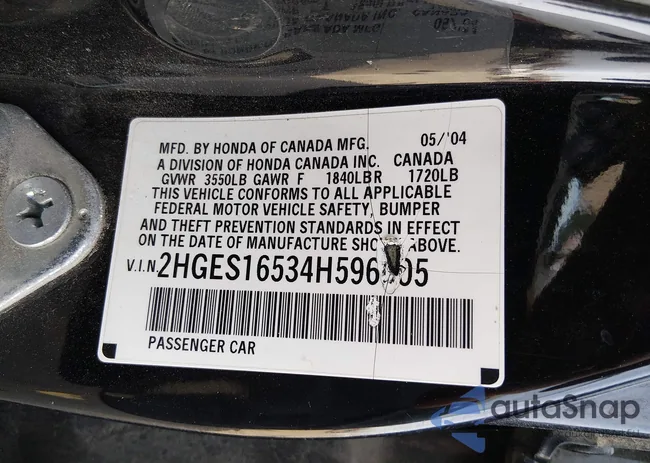 MFD. BY HONDA OF CANADA MFG. 05/'04
A DIVISION OF HONDA CANADA INC. CANADA
GVWR 3550LB GAWR F 1840LB R 1720LB
THIS VEHICLE CONFORMS TO ALL APPLICABLE
FEDERAL MOTOR VEHICLE SAFETY, BUMPER
AND THEFT PREVENTION STANDARDS IN EFFECT
ON THE DATE OF MANUFACTURE ABOVE.
V.I.N.
PASSENGER CAR
autoSnap